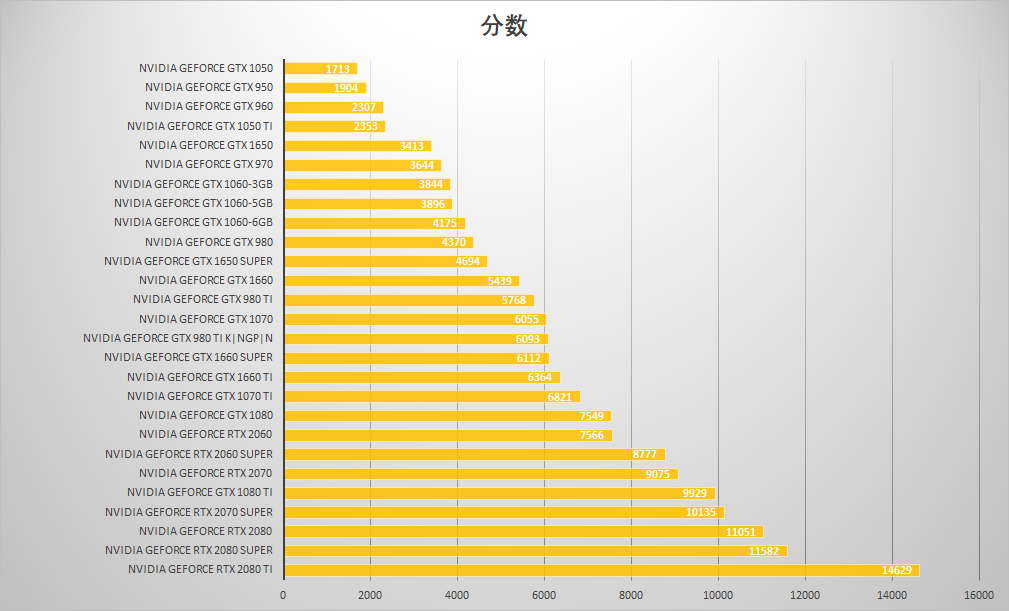 分数
NVIDIA GEFORCE GTX 1050 1713
NVIDIA GEFORCE GTX 950 1904
NVIDIA GEFORCE GTX 960 2307
NVIDIA GEFORCE GTX 1050 TI 2353
NVIDIA GEFORCE GTX 1650 3413
NVIDIA GEFORCE GTX 970 3644
NVIDIA GEFORCE GTX 1060-3GB 3844
NVIDIA GEFORCE GTX 1060-5GB 3896
NVIDIA GEFORCE GTX 1060-6GB 4175
NVIDIA GEFORCE GTX 980 4370
NVIDIA GEFORCE GTX 1650 SUPER 4694
NVIDIA GEFORCE GTX 1660 5439
NVIDIA GEFORCE GTX 980 TI 5768
NVIDIA GEFORCE GTX 1070 6055
NVIDIA GEFORCE GTX 980 TI K|NGP|N 6093
NVIDIA GEFORCE GTX 1660 SUPER 6112
NVIDIA GEFORCE GTX 1660 TI 6364
NVIDIA GEFORCE GTX 1070 TI 6821
NVIDIA GEFORCE GTX 1080 7549
NVIDIA GEFORCE RTX 2060 7566
NVIDIA GEFORCE RTX 2060 SUPER 8777
NVIDIA GEFORCE RTX 2070 9075
NVIDIA GEFORCE GTX 1080 TI 9929
NVIDIA GEFORCE RTX 2070 SUPER 10135
NVIDIA GEFORCE RTX 2080 11051
NVIDIA GEFORCE RTX 2080 SUPER 11582
NVIDIA GEFORCE RTX 2080 TI 14629
0 2000 4000 6000 8000 10000 12000 14000 16000